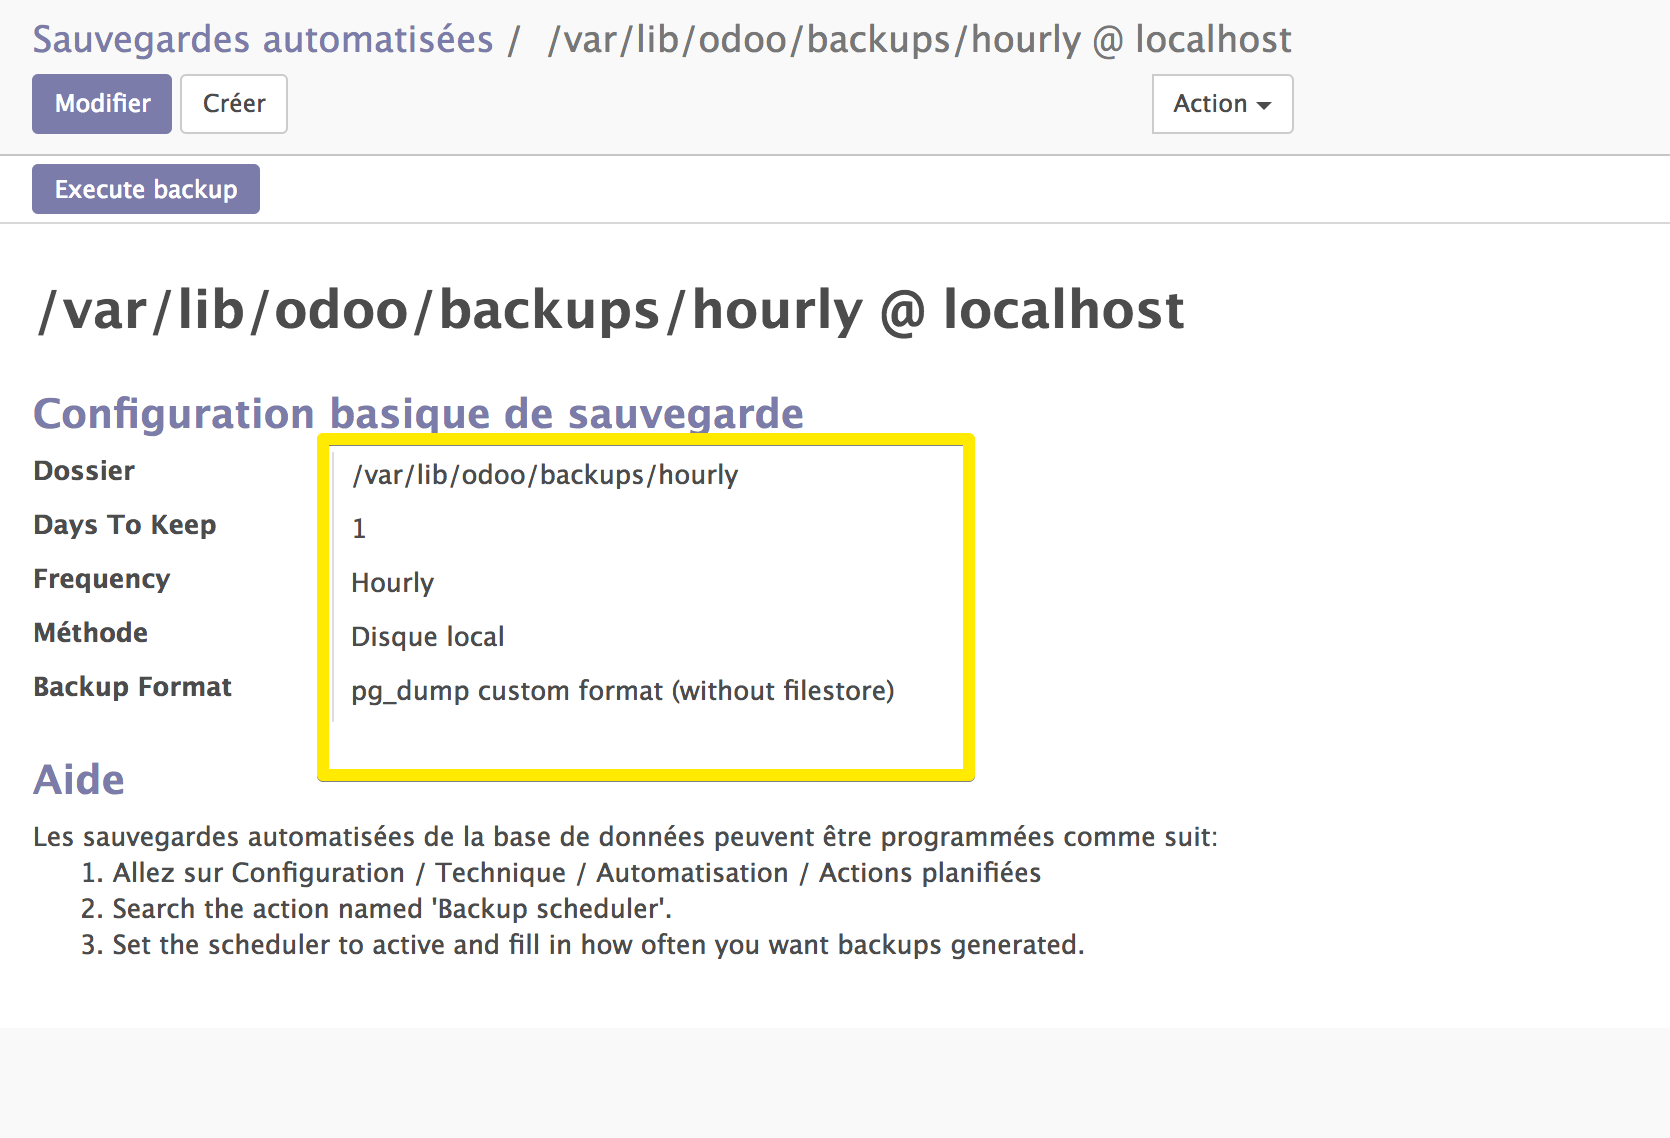 Sauvegardes automatisées / /var/lib/odoo/backups/hourly @ localhost
Modifier Créer Action
Execute backup
/var/lib/odoo/backups/hourly @ localhost
Configuration basique de sauvegarde
Dossier /var/lib/odoo/backups/hourly
Days To Keep 1
Frequency Hourly
Méthode Disque local
Backup Format pg_dump custom format (without filestore)
Aide
Les sauvegardes automatisées de la base de données peuvent être programmées comme suit:
1. Allez sur Configuration / Technique / Automatisation / Actions planifiées
2. Search the action named 'Backup scheduler'.
3. Set the scheduler to active and fill in how often you want backups generated.